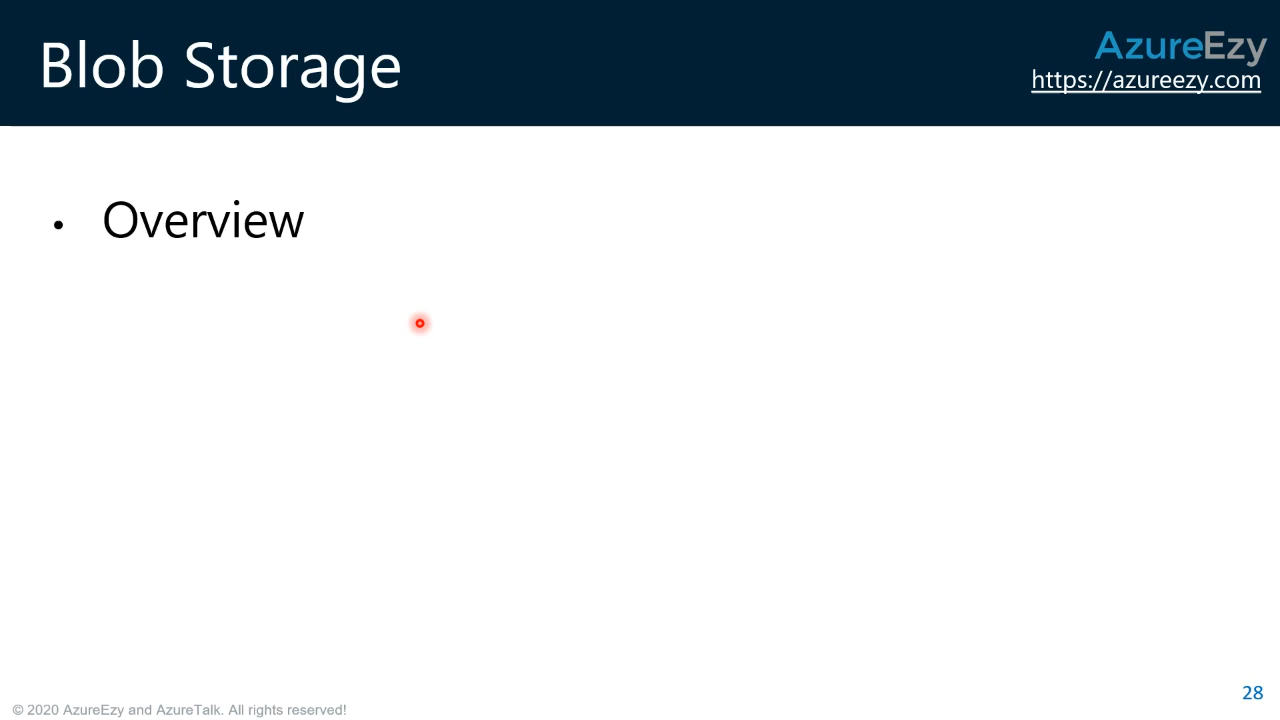 Blob Storage
AzureEzy
https://azureezy.com
• Overview
28
© 2020 AzureEzy and AzureTalk. All rights reserved!